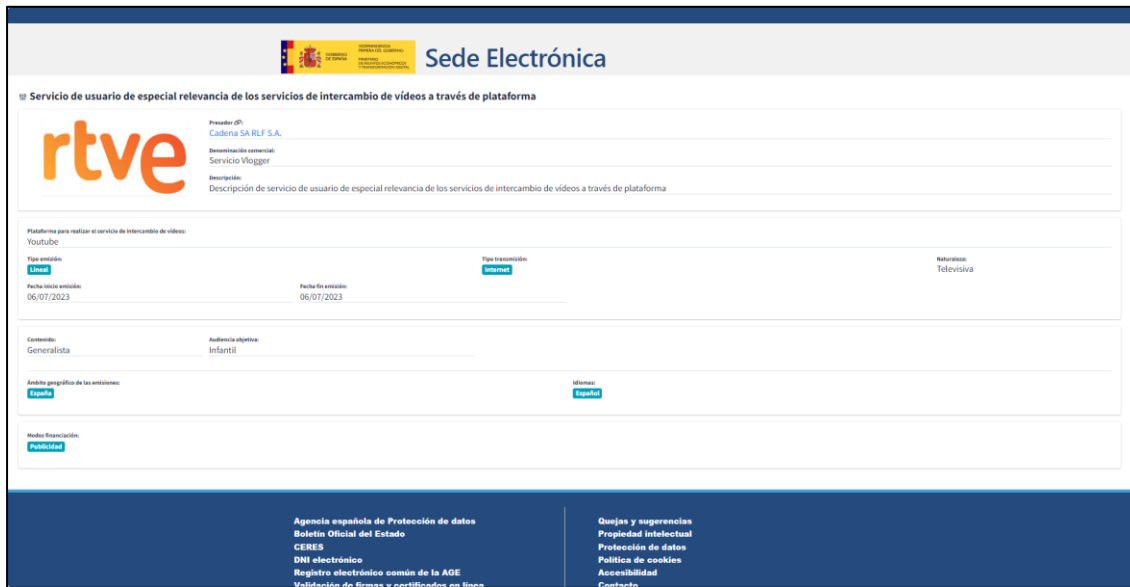 GOBIERNO
DE ESPAÑA
VICEPRESIDENCIA
PRIMERA DEL GOBIERNO
MINISTERIO
DE ASUNTOS ECONÓMICOS
Y TRANSFORMACIÓN DIGITAL
Sede Electrónica
Servicio de usuario de especial relevancia de los servicios de intercambio de vídeos a través de plataforma
rtve
Prestador
Cadena SA RLF S.A.
Denominación comercial:
Servicio Vlogger
Descripción:
Descripción de servicio de usuario de especial relevancia de los servicios de intercambio de vídeos a través de plataforma
Plataforma para realizar el servicio de intercambio de vídeos:
Youtube
Tipo emisión:
Lineal
Tipo transmisión:
Internet
Naturaleza:
Televisiva
Fecha inicio emisión:
06/07/2023
Fecha fin emisión:
06/07/2023
Contenido:
Generalista
Audiencia objetiva:
Infantil
Ámbito geográfico de las emisiones:
España
Idiomas:
Español
Modos financiación:
Publicidad
Agencia española de Protección de datos
Boletín Oficial del Estado
CERES
DNI electrónico
Registro electrónico común de la AGE
Validación de firmas y certificados en línea
Quejas y sugerencias
Propiedad intelectual
Protección de datos
Política de cookies
Accesibilidad
Contacto